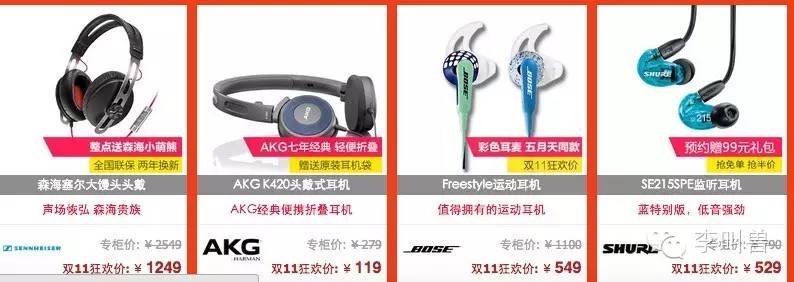 整点送森海小萌熊
全国联保 两年换新
森海塞尔大馒头头戴
声场恢弘 森海贵族
SENNHEISER
专柜价: ¥ 2549
双11狂欢价: ¥ 1249
AKG
AKG七年经典 轻便折叠
赠送原装耳机袋
AKG K420头戴式耳机
AKG经典便携折叠耳机
AKG
HARMAN
专柜价: ¥ 279
双11狂欢价: ¥ 119
BOSE
BOSE
彩色耳麦 五月天同款
双11狂欢价
Freestyle运动耳机
值得拥有的运动耳机
BOSE
专柜价: ¥ 1100
双11狂欢价: ¥ 549
SHURE
215
预约赠99元礼包
抢免单 抢半价
SE215SPE监听耳机
蓝特别版，低音强劲
SHURE
专柜价: ¥
双11狂欢价: ¥ 529
李叫兽